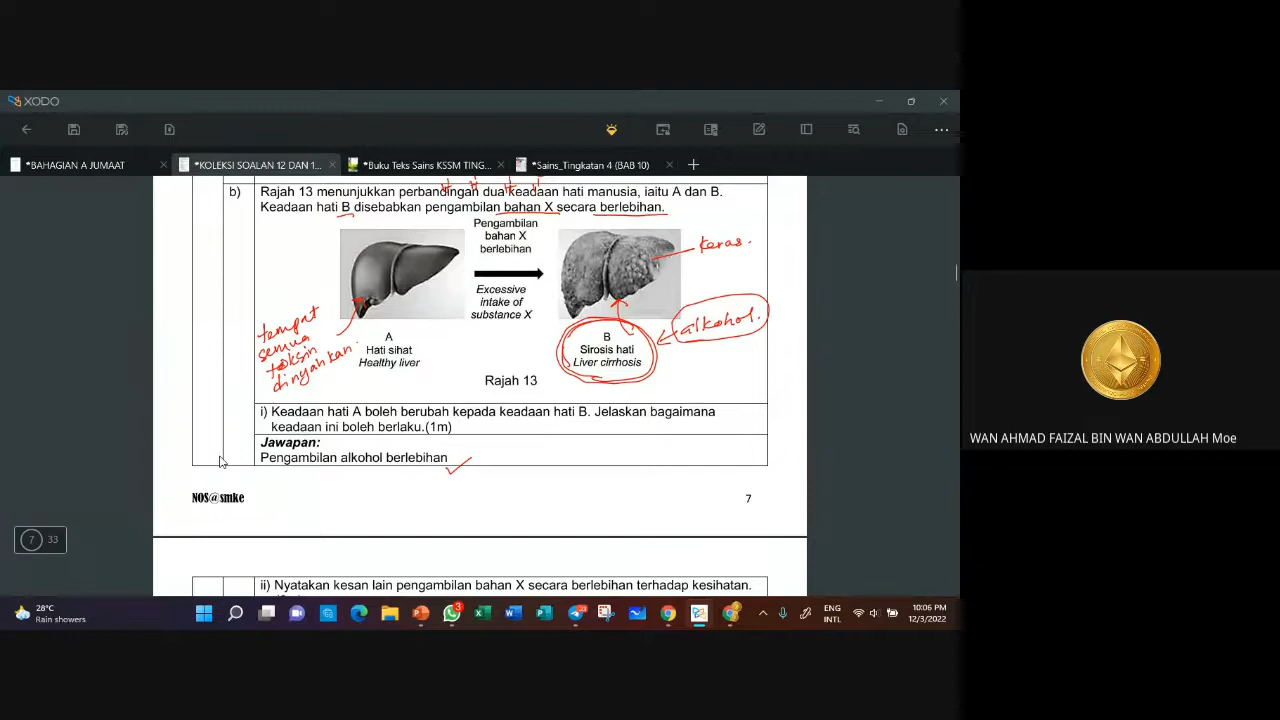 XODO
*BAHAGIAN A JUMAAT
*KOLEKSI SOALAN 12 DAN 1...
*Buku Teks Sains KSSM TING...
*Sains_Tingkatan 4 (BAB 10)
b) Rajah 13 menunjukkan perbandingan dua keadaan hati manusia, iaitu A dan B.
Keadaan hati B disebabkan pengambilan bahan X secara berlebihan.
Pengambilan
bahan X
berlebihan
keras.
Excessive
intake of
substance X
tempat
semua
toksin
dinyahkan.
alkohol.
A
Hati sihat
Healthy liver
B
Sirosis hati
Liver cirrhosis
Rajah 13
i) Keadaan hati A boleh berubah kepada keadaan hati B. Jelaskan bagaimana
keadaan ini boleh berlaku.(1m)
Jawapan:
Pengambilan alkohol berlebihan
NOS@smke
7
7 33
ii) Nyatakan kesan lain pengambilan bahan X secara berlebihan terhadap kesihatan.
WAN AHMAD FAIZAL BIN WAN ABDULLAH Moe
28°C
Rain showers
3
ENG
INTL
10:06 PM
12/3/2022